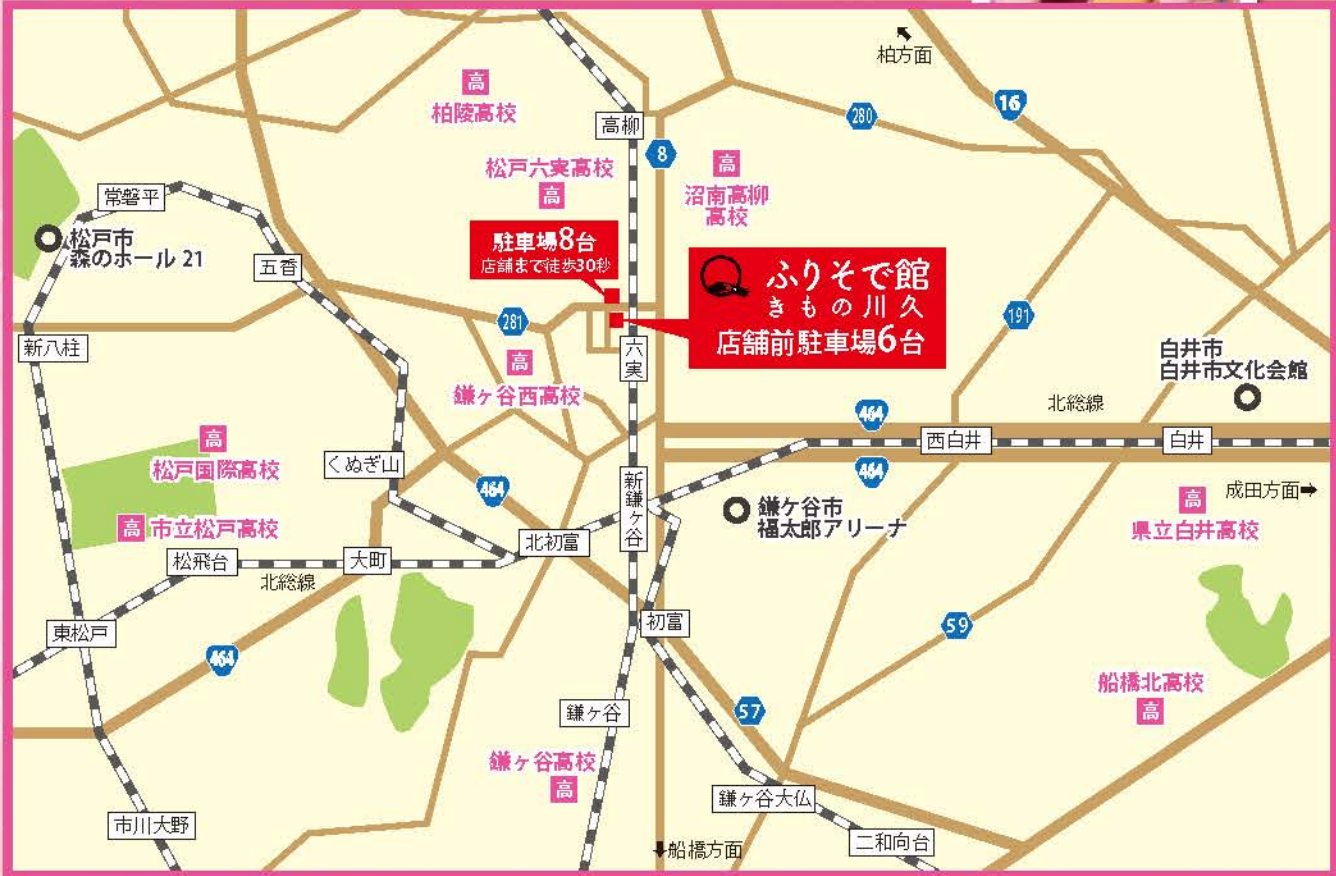 柏方面
高
柏陵高校
16
280
高柳
8
松戸六実高校
高
高
沼南高柳
高校
常磐平
松戸市
森のホール 21
五香
駐車場8台
店舗まで徒歩30秒
ふりそで館
きもの川久
店舗前駐車場6台
281
191
新八柱
六実
高
鎌ヶ谷西高校
白井市
白井市文化会館
北総線
464
西白井
白井
464
高
松戸国際高校
くぬぎ山
464
新鎌ヶ谷
鎌ケ谷市
福太郎アリーナ
成田方面
高
県立白井高校
高
市立松戸高校
北初富
松飛台
大町
北総線
東松戸
初富
59
464
船橋北高校
高
鎌ヶ谷
57
鎌ヶ谷高校
高
鎌ヶ谷大仏
市川大野
二和向台
船橋方面